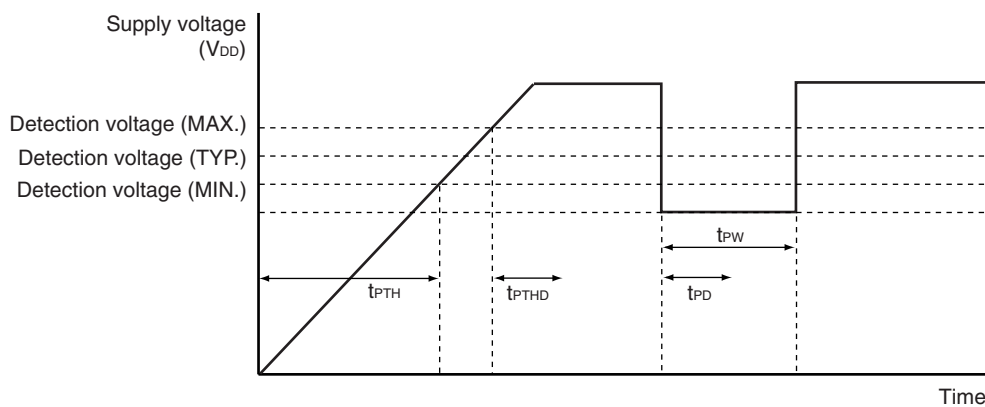 Supply voltage
(VDD)
Detection voltage (MAX.)
Detection voltage (TYP.)
Detection voltage (MIN.)
tPW
tPTH
tPTHD
tPD
Time